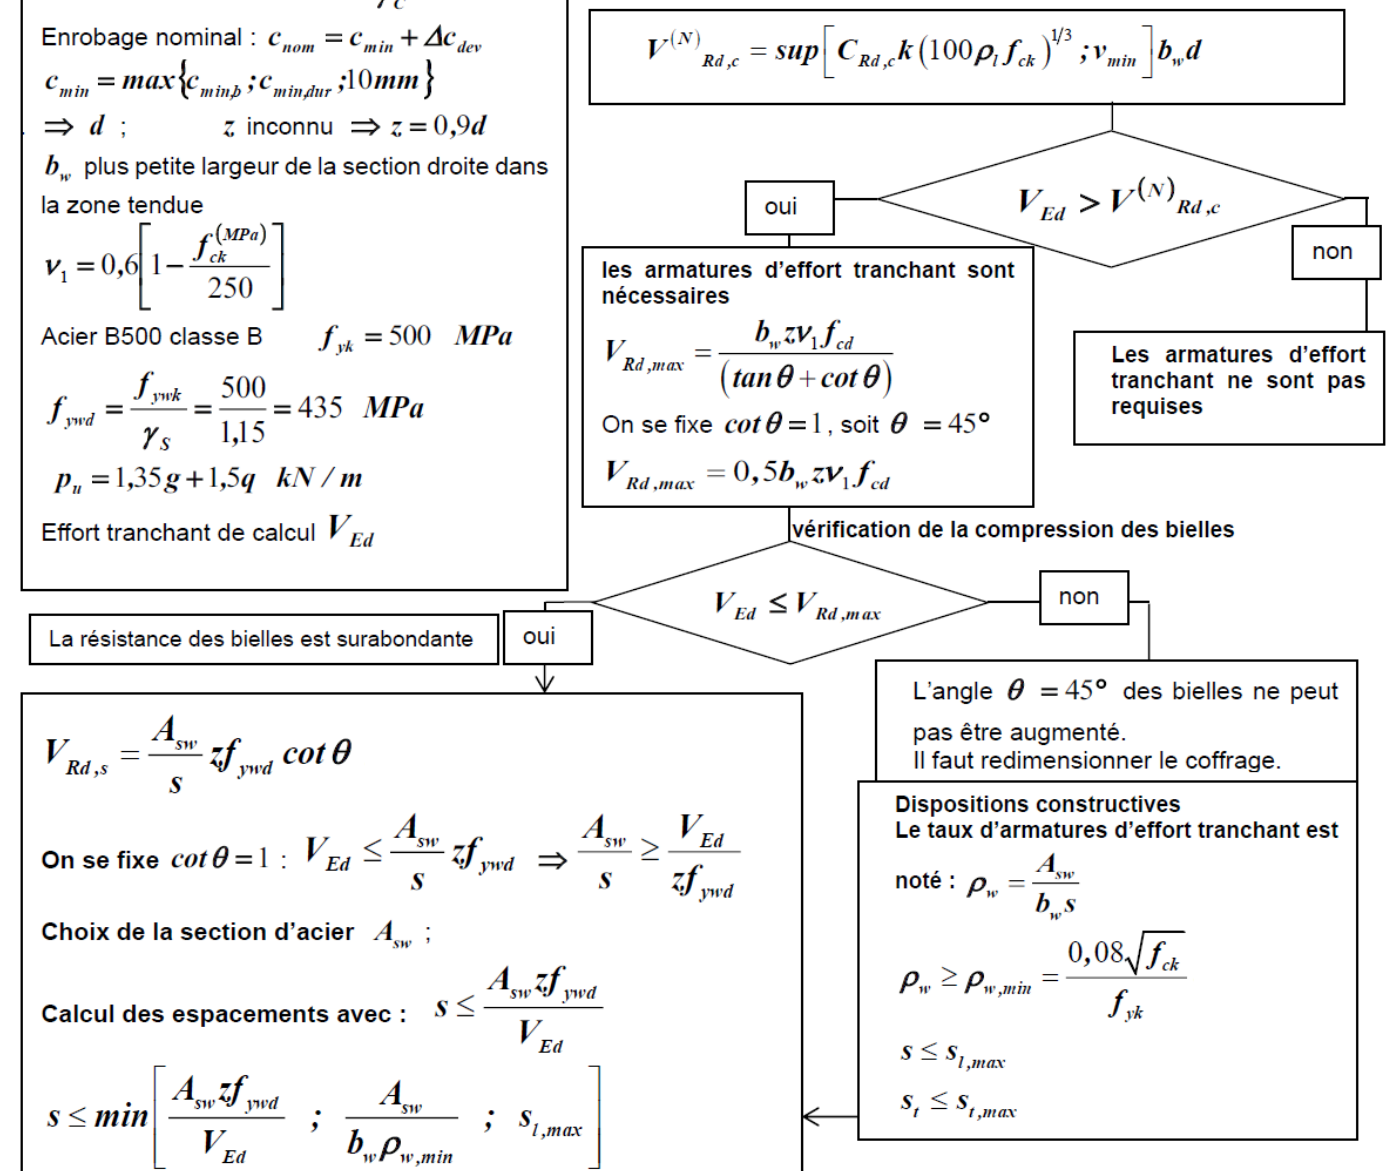 Enrobage nominal : c_nom = c_min + Δc_dev
c_min = max{c_min,b ; c_min,dur ; 10mm}
⇒ d ; z inconnu ⇒ z = 0,9d
b_w plus petite largeur de la section droite dans
la zone tendue
ν_1 = 0,6[1 − f_ck^(MPa) / 250]
Acier B500 classe B f_yk = 500 MPa
f_ywd = f_ywk / γ_S = 500 / 1,15 = 435 MPa
p_u = 1,35g + 1,5q kN / m
Effort tranchant de calcul V_Ed
V^(N)_Rd,c = sup[C_Rd,c k (100ρ_l f_ck)^1/3 ; v_min] b_w d
V_Ed > V^(N)_Rd,c
oui
non
les armatures d'effort tranchant sont
nécessaires
V_Rd,max = b_w zν_1 f_cd / (tan θ + cot θ)
On se fixe cot θ = 1, soit θ = 45°
V_Rd,max = 0,5b_w zν_1 f_cd
Les armatures d'effort
tranchant ne sont pas
requises
vérification de la compression des bielles
V_Ed ≤ V_Rd,max
oui
non
La résistance des bielles est surabondante
L'angle θ = 45° des bielles ne peut
pas être augmenté.
Il faut redimensionner le coffrage.
V_Rd,s = A_sw / s zf_ywd cot θ
On se fixe cot θ = 1 : V_Ed ≤ A_sw / s zf_ywd ⇒ A_sw / s ≥ V_Ed / zf_ywd
Choix de la section d'acier A_sw ;
Calcul des espacements avec : s ≤ A_sw zf_ywd / V_Ed
s ≤ min[A_sw zf_ywd / V_Ed ; A_sw / b_w ρ_w,min ; s_l,max]
Dispositions constructives
Le taux d'armatures d'effort tranchant est
noté : ρ_w = A_sw / b_w s
ρ_w ≥ ρ_w,min = 0,08√f_ck / f_yk
s ≤ s_l,max
s_t ≤ s_t,max